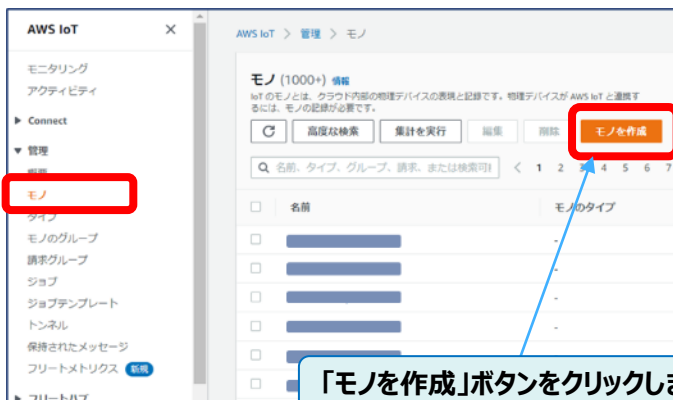 AWS IoT ×
モニタリング
アクティビティ
Connect
管理
概要
モノ
タイプ
モノのグループ
請求グループ
ジョブ
ジョブテンプレート
トンネル
保持されたメッセージ
フリートメトリクス 新規
フリートハブ
AWS IoT > 管理 > モノ
モノ (1000+) 情報
IoT のモノとは、クラウド内部の物理デバイスの表現と記録です。物理デバイスが AWS IoT と連携す
るには、モノの記録が必要です。
高度な検索 集計を実行 編集 削除 モノを作成
名前、タイプ、グループ、請求、または検索可 < 1 2 3 4 5 6 7
名前 モノのタイプ
-
-
-
-
「モノを作成」ボタンをクリックしま